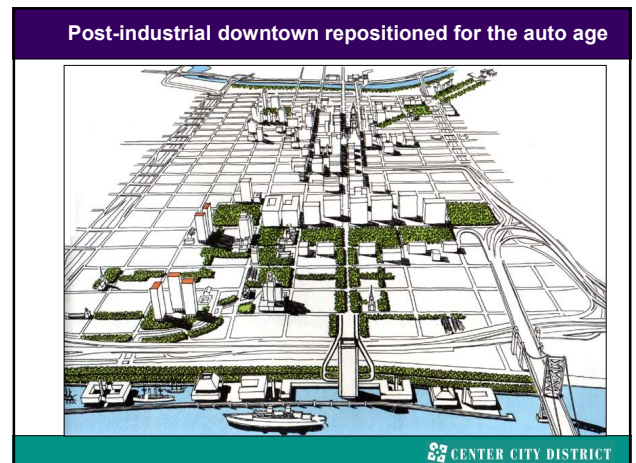 Post-industrial downtown repositioned for the auto age
CENTER CITY DISTRICT